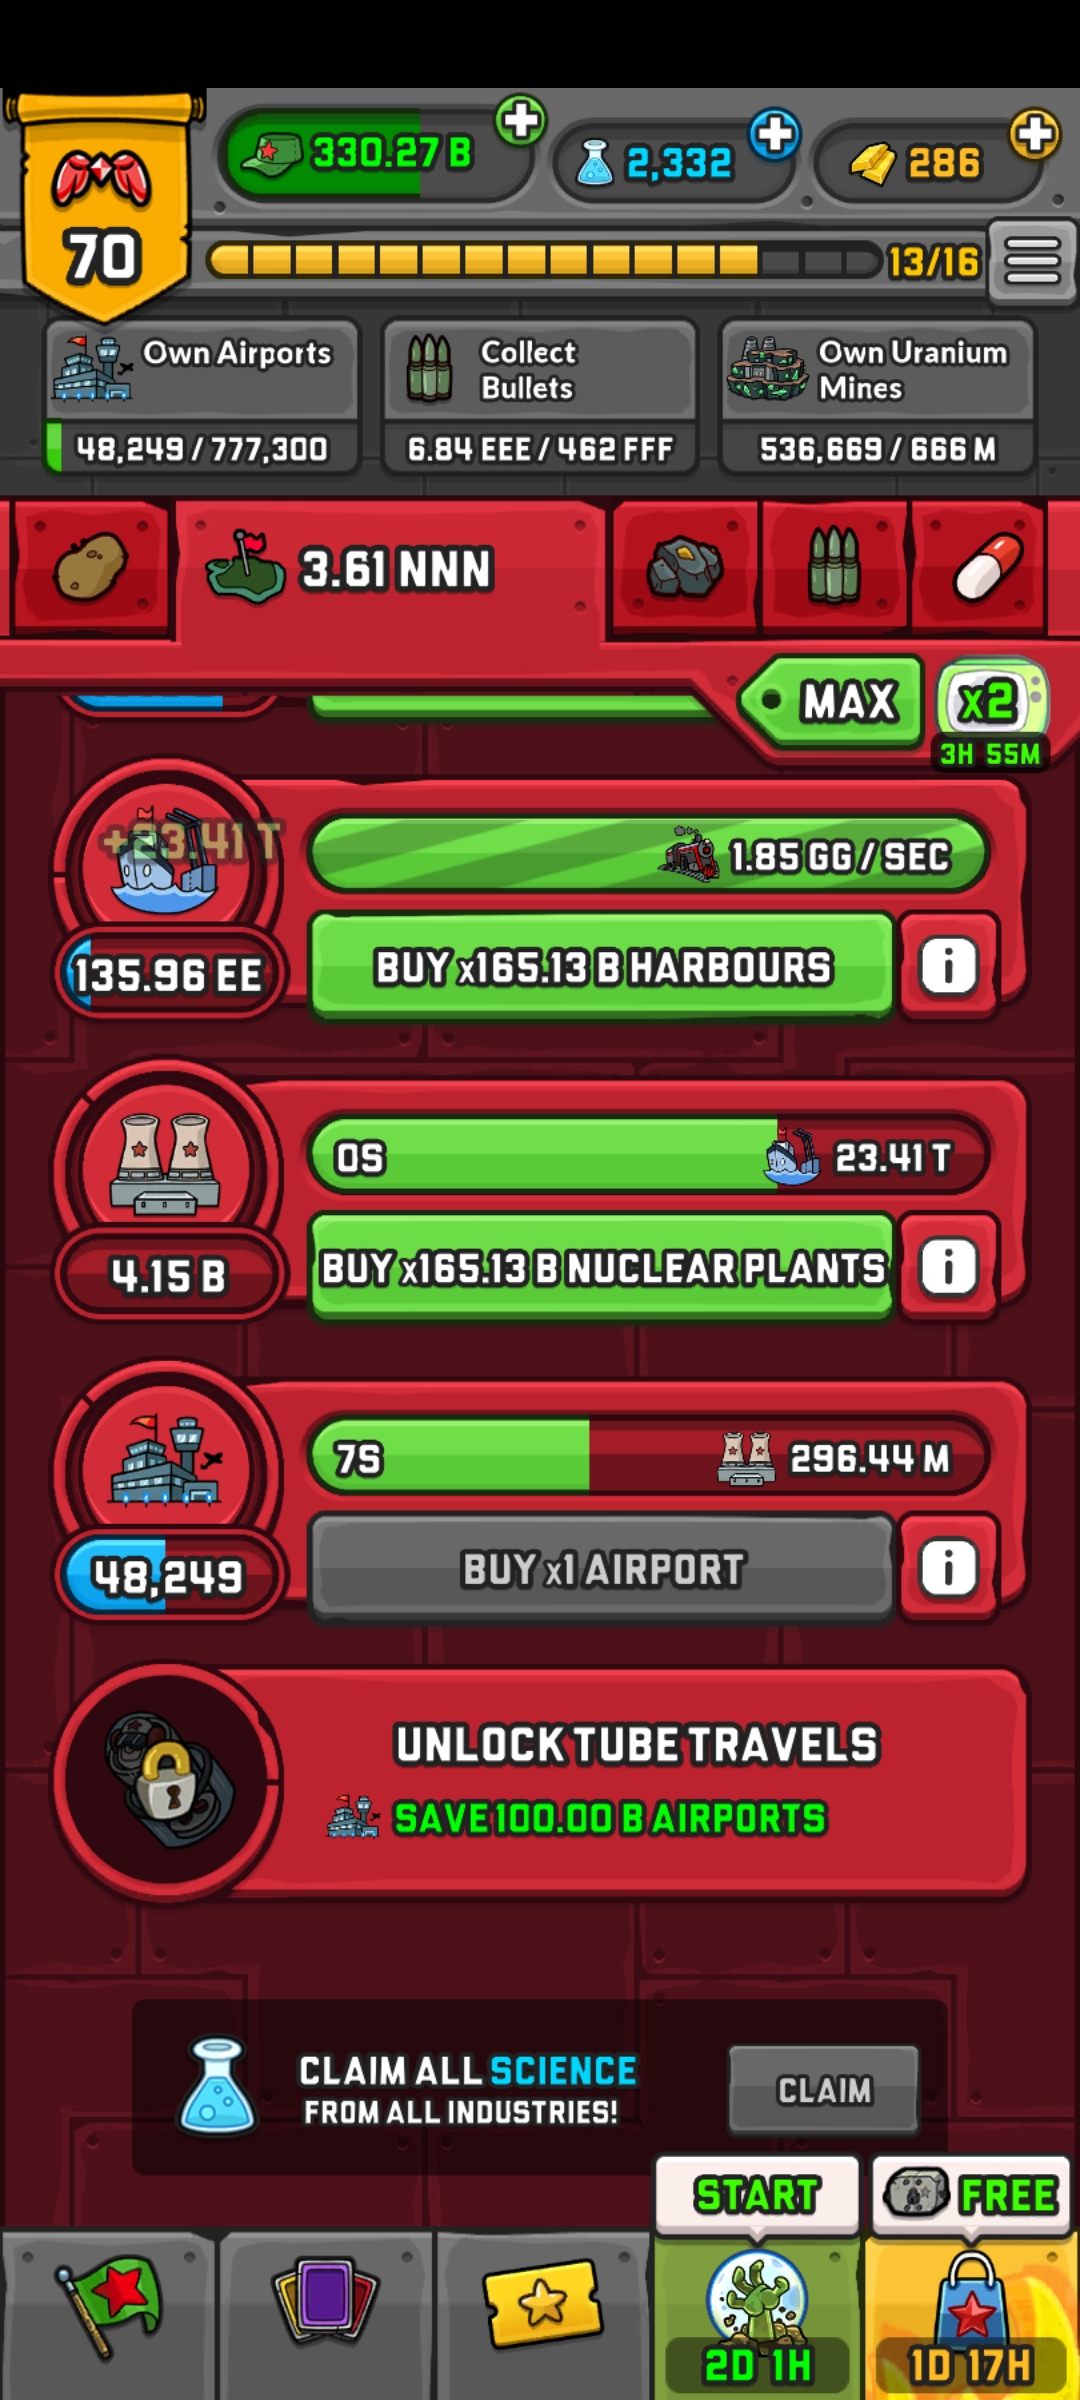 330.27 B
2,332
286
70
13/16
Own Airports
48,249 / 777,300
Collect
Bullets
6.84 EEE / 462 FFF
Own Uranium
Mines
536,669 / 666 M
3.61 NNN
MAX
x2
3H 55M
+23.41 T
1.85 GG / SEC
135.96 EE
BUY x165.13 B HARBOURS
i
0S
23.41 T
4.15 B
BUY x165.13 B NUCLEAR PLANTS
i
7S
296.44 M
48,249
BUY x1 AIRPORT
i
UNLOCK TUBE TRAVELS
SAVE 100.00 B AIRPORTS
CLAIM ALL SCIENCE
FROM ALL INDUSTRIES!
CLAIM
START
FREE
2D 1H
1D 17H